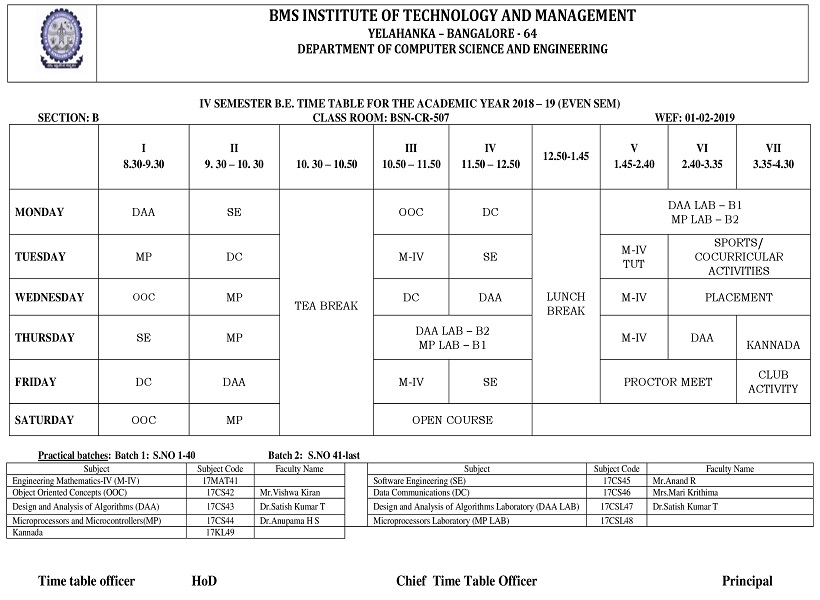 BMS INSTITUTE OF TECHNOLOGY AND MANAGEMENT
YELAHANKA – BANGALORE - 64
DEPARTMENT OF COMPUTER SCIENCE AND ENGINEERING
IV SEMESTER B.E. TIME TABLE FOR THE ACADEMIC YEAR 2018 – 19 (EVEN SEM)
SECTION: B CLASS ROOM: BSN-CR-507 WEF: 01-02-2019
I II III IV V VI VII
8.30-9.30 9. 30 – 10. 30 10. 30 – 10.50 10.50 – 11.50 11.50 – 12.50 12.50-1.45 1.45-2.40 2.40-3.35 3.35-4.30
MONDAY DAA SE OOC DC DAA LAB – B1
MP LAB – B2
TUESDAY MP DC M-IV SE M-IV
TUT
SPORTS/
COCURRICULAR
ACTIVITIES
WEDNESDAY OOC MP TEA BREAK DC DAA LUNCH
BREAK
M-IV PLACEMENT
THURSDAY SE MP DAA LAB – B2
MP LAB – B1
M-IV DAA KANNADA
FRIDAY DC DAA M-IV SE PROCTOR MEET CLUB
ACTIVITY
SATURDAY OOC MP OPEN COURSE
Practical batches: Batch 1: S.NO 1-40 Batch 2: S.NO 41-last
Subject Subject Code Faculty Name Subject Subject Code Faculty Name
Engineering Mathematics-IV (M-IV) 17MAT41 Software Engineering (SE) 17CS45 Mr.Anand R
Object Oriented Concepts (OOC) 17CS42 Mr.Vishwa Kiran Data Communications (DC) 17CS46 Mrs.Mari Krithima
Design and Analysis of Algorithms (DAA) 17CS43 Dr.Satish Kumar T Design and Analysis of Algorithms Laboratory (DAA LAB) 17CSL47 Dr.Satish Kumar T
Microprocessors and Microcontrollers(MP) 17CS44 Dr.Anupama H S Microprocessors Laboratory (MP LAB) 17CSL48
Kannada 17KL49
Time table officer HoD Chief Time Table Officer Principal